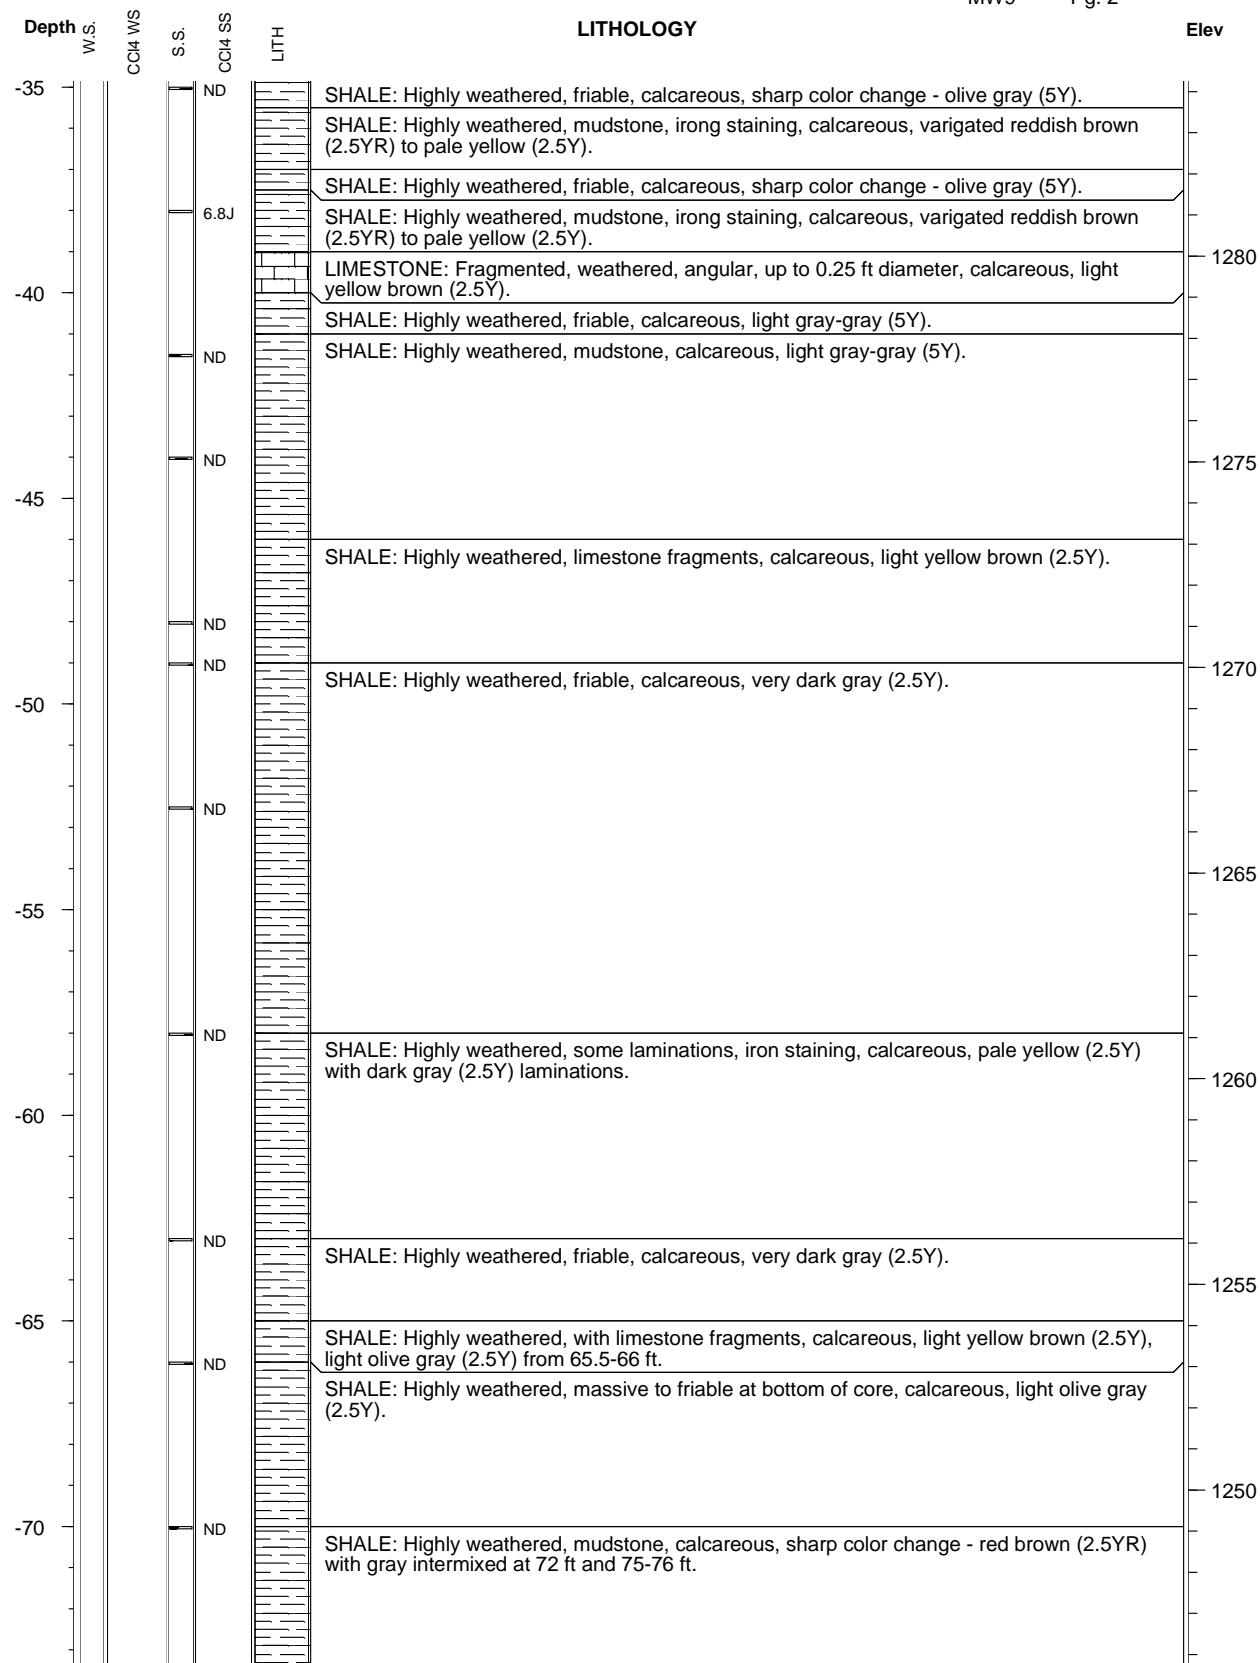 MW9 Pg. 2
Depth W.S. CCl4 WS S.S. CCl4 SS LITH LITHOLOGY Elev
-35 ND SHALE: Highly weathered, friable, calcareous, sharp color change - olive gray (5Y).
SHALE: Highly weathered, mudstone, irong staining, calcareous, varigated reddish brown
(2.5YR) to pale yellow (2.5Y).
SHALE: Highly weathered, friable, calcareous, sharp color change - olive gray (5Y).
6.8J SHALE: Highly weathered, mudstone, irong staining, calcareous, varigated reddish brown
(2.5YR) to pale yellow (2.5Y).
1280
LIMESTONE: Fragmented, weathered, angular, up to 0.25 ft diameter, calcareous, light
-40 yellow brown (2.5Y).
SHALE: Highly weathered, friable, calcareous, light gray-gray (5Y).
ND SHALE: Highly weathered, mudstone, calcareous, light gray-gray (5Y).
ND 1275
-45
SHALE: Highly weathered, limestone fragments, calcareous, light yellow brown (2.5Y).
ND
ND 1270
SHALE: Highly weathered, friable, calcareous, very dark gray (2.5Y).
-50
ND
1265
-55
ND
SHALE: Highly weathered, some laminations, iron staining, calcareous, pale yellow (2.5Y)
with dark gray (2.5Y) laminations.
1260
-60
ND
SHALE: Highly weathered, friable, calcareous, very dark gray (2.5Y).
1255
-65
SHALE: Highly weathered, with limestone fragments, calcareous, light yellow brown (2.5Y),
ND light olive gray (2.5Y) from 65.5-66 ft.
SHALE: Highly weathered, massive to friable at bottom of core, calcareous, light olive gray
(2.5Y).
1250
-70 ND
SHALE: Highly weathered, mudstone, calcareous, sharp color change - red brown (2.5YR)
with gray intermixed at 72 ft and 75-76 ft.